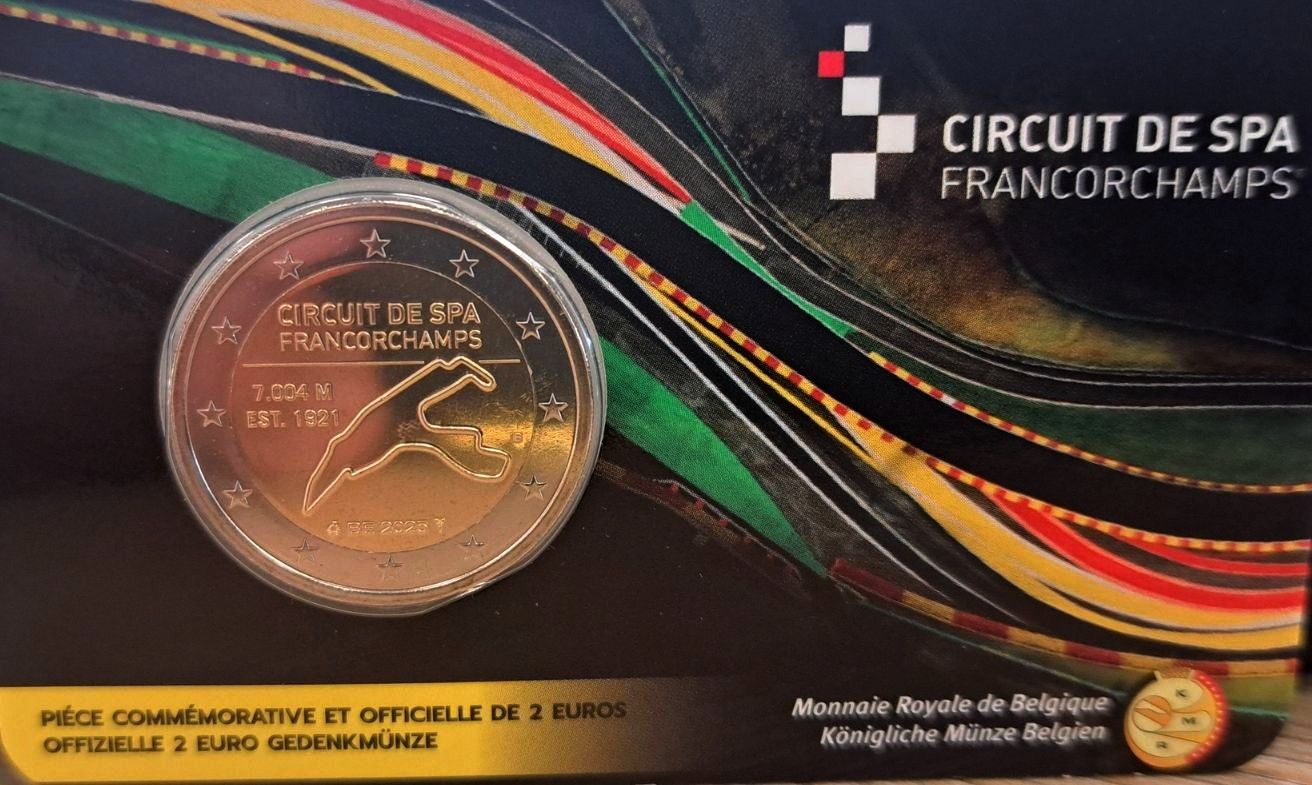 CIRCUIT DE SPA
FRANCORCHAMPS
CIRCUIT DE SPA
FRANCORCHAMPS
7.004 M
EST. 1921
4 BE 2025
PIÉCE COMMÉMORATIVE ET OFFICIELLE DE 2 EUROS
OFFIZIELLE 2 EURO GEDENKMÜNZE
Monnaie Royale de Belgique
Königliche Münze Belgien
K
M
R